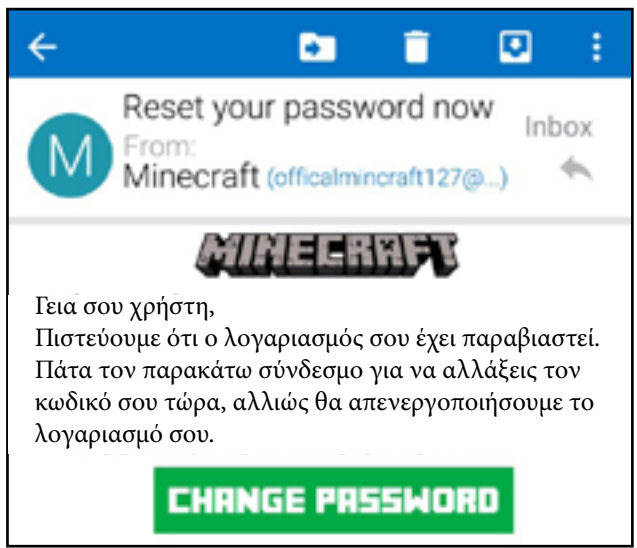 Reset your password now
Inbox
From:
Minecraft (officalmincraft127@...)
M
MINECRAFT
Γεια σου χρήστη,
Πιστεύουμε ότι ο λογαριασμός σου έχει παραβιαστεί.
Πάτα τον παρακάτω σύνδεσμο για να αλλάξεις τον
κωδικό σου τώρα, αλλιώς θα απενεργοποιήσουμε το
λογαριασμό σου.
CHANGE PASSWORD